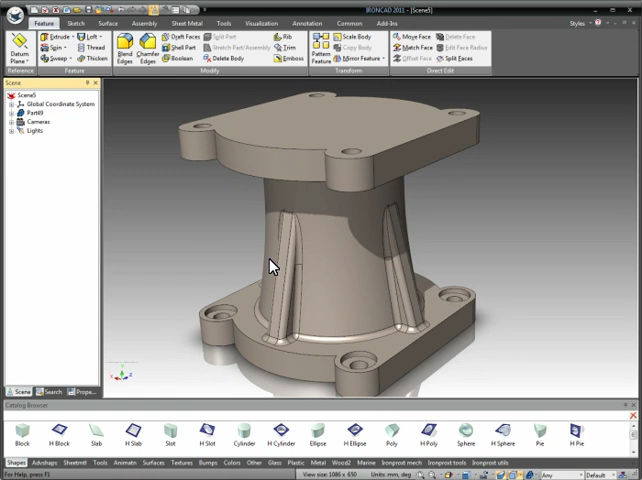 IRONCAD 2011 - [Scene5]
Feature Sketch Surface Assembly Sheet Metal Tools Visualization Annotation Common Add-Ins Styles
Datum Plane
Extrude Loft
Spin Thread
Sweep Thicken
Blend Edges
Chamfer Edges
Draft Faces Split Part Rib
Shell Part Stretch Part/Assembly Trim
Boolean Delete Body Emboss
Pattern Feature
Scale Body
Copy Body
Mirror Feature
Move Face Delete Face
Match Face Edit Face Radius
Offset Face Split Faces
Reference Feature Modify Transform Direct Edit
Scene
Scene5
Global Coordinate System
Part49
Cameras
Lights
Scene Search Prope...
Catalog Browser
Block H Block Slab H Slab Slot H Slot Cylinder H Cylinder Ellipse H Ellipse Poly H Poly Sphere H Sphere Pie H Pie
Shapes Advshaps Sheetmtl Tools Animatn Surfaces Textures Bumps Colors Other Glass Plastic Metal Wood2 Marine Ironprod mech Ironprod tools Ironprod utils
For Help, press F1 View size: 1086 x 650 Units: mm, deg Any Default